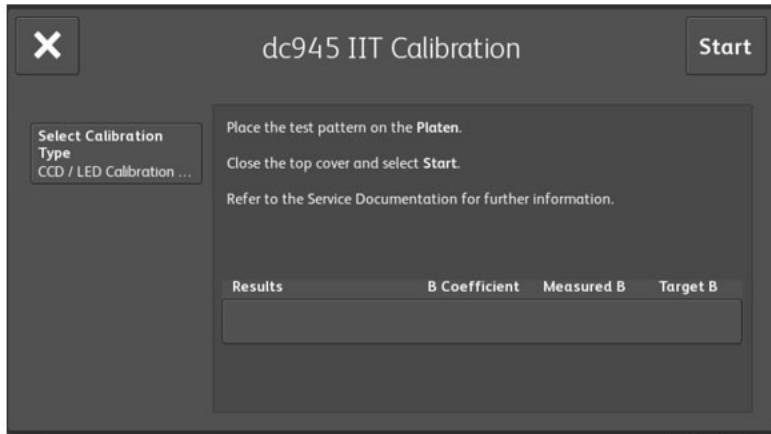 dc945 IIT Calibration
Start
Select Calibration
Type
CCD / LED Calibration ...
Place the test pattern on the Platen.
Close the top cover and select Start.
Refer to the Service Documentation for further information.
Results B Coefficient Measured B Target B